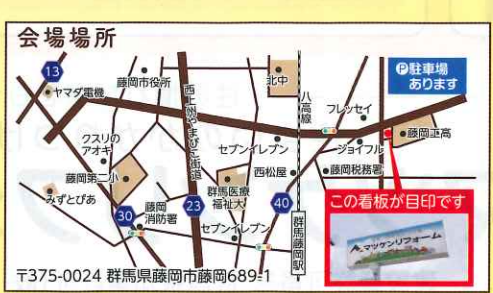 会場場所
13
ヤマダ電機
藤岡市役所
西上州やまびこ街道
北中
八高線
フレッセイ
P駐車場
あります
クスリの
アオキ
セブンイレブン
ジョイフル
藤岡工高
藤岡第二小
西松屋
藤岡税務署
みずとぴあ
群馬医療
福祉大
この看板が目印です
30
藤岡
消防署
23
40
セブンイレブン
群馬藤岡駅
マツケンリフォーム
〒375-0024 群馬県藤岡市藤岡689-1